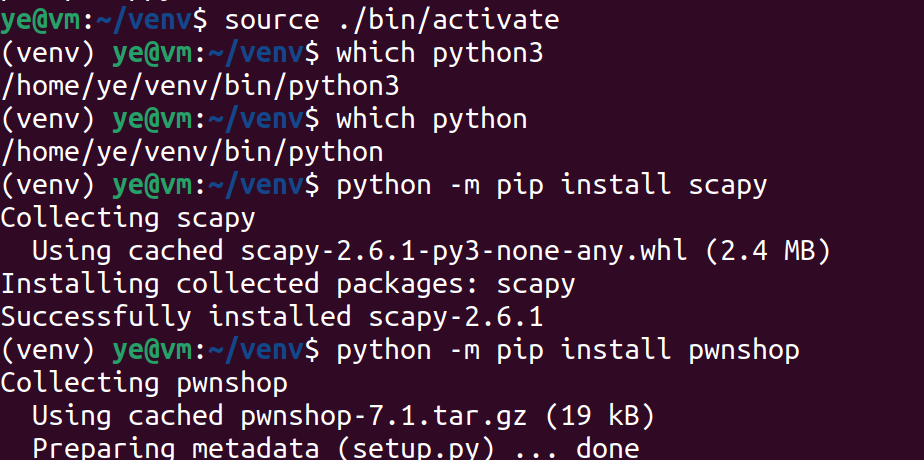 ye@vm:~/venv$ source ./bin/activate
(venv) ye@vm:~/venv$ which python3
/home/ye/venv/bin/python3
(venv) ye@vm:~/venv$ which python
/home/ye/venv/bin/python
(venv) ye@vm:~/venv$ python -m pip install scapy
Collecting scapy
  Using cached scapy-2.6.1-py3-none-any.whl (2.4 MB)
Installing collected packages: scapy
Successfully installed scapy-2.6.1
(venv) ye@vm:~/venv$ python -m pip install pwnshop
Collecting pwnshop
  Using cached pwnshop-7.1.tar.gz (19 kB)
  Preparing metadata (setup.py) ... done